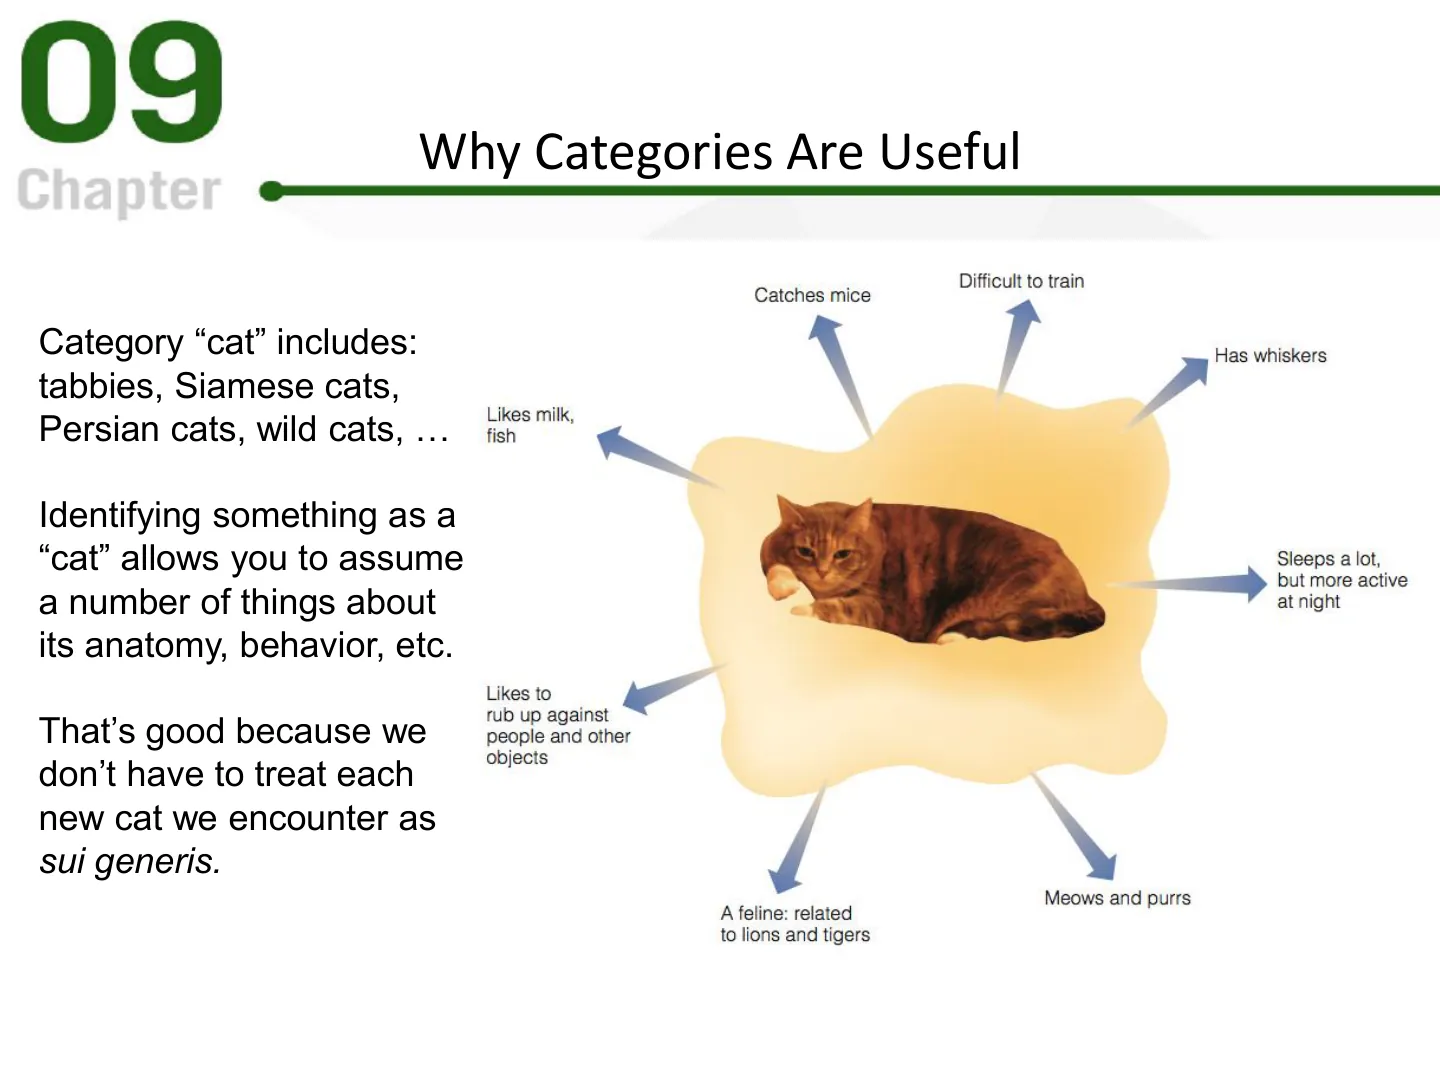 09
Chapter
Why Categories Are Useful
Category “cat” includes:
tabbies, Siamese cats,
Persian cats, wild cats, …
Identifying something as a
“cat” allows you to assume
a number of things about
its anatomy, behavior, etc.
That’s good because we
don’t have to treat each
new cat we encounter as
sui generis.
Catches mice
Difficult to train
Has whiskers
Likes milk,
fish
Sleeps a lot,
but more active
at night
Likes to
rub up against
people and other
objects
A feline: related
to lions and tigers
Meows and purrs